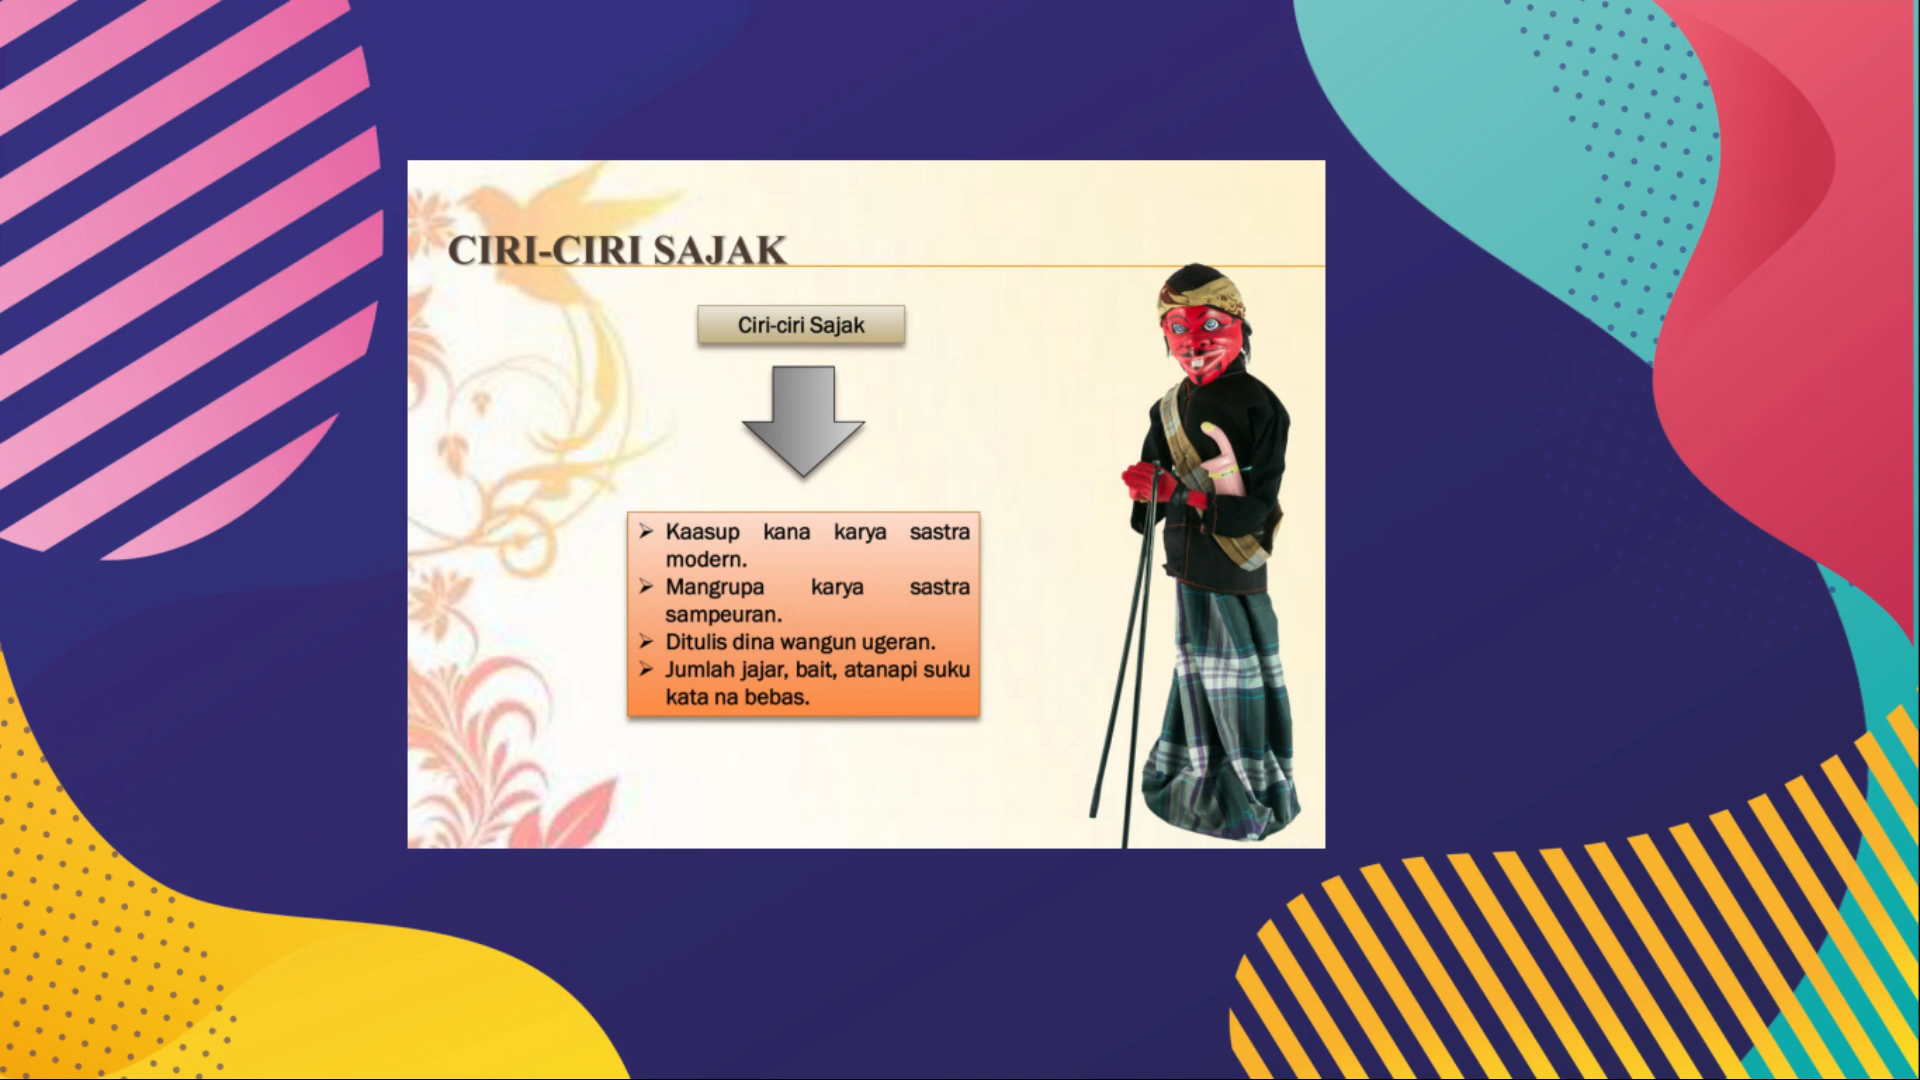 CIRI-CIRI SAJAK
Ciri-ciri Sajak
Kaasup kana karya sastra
modern.
Mangrupa karya sastra
sampeuran.
Ditulis dina wangun ugeran.
Jumlah jajar, bait, atanapi suku
kata na bebas.